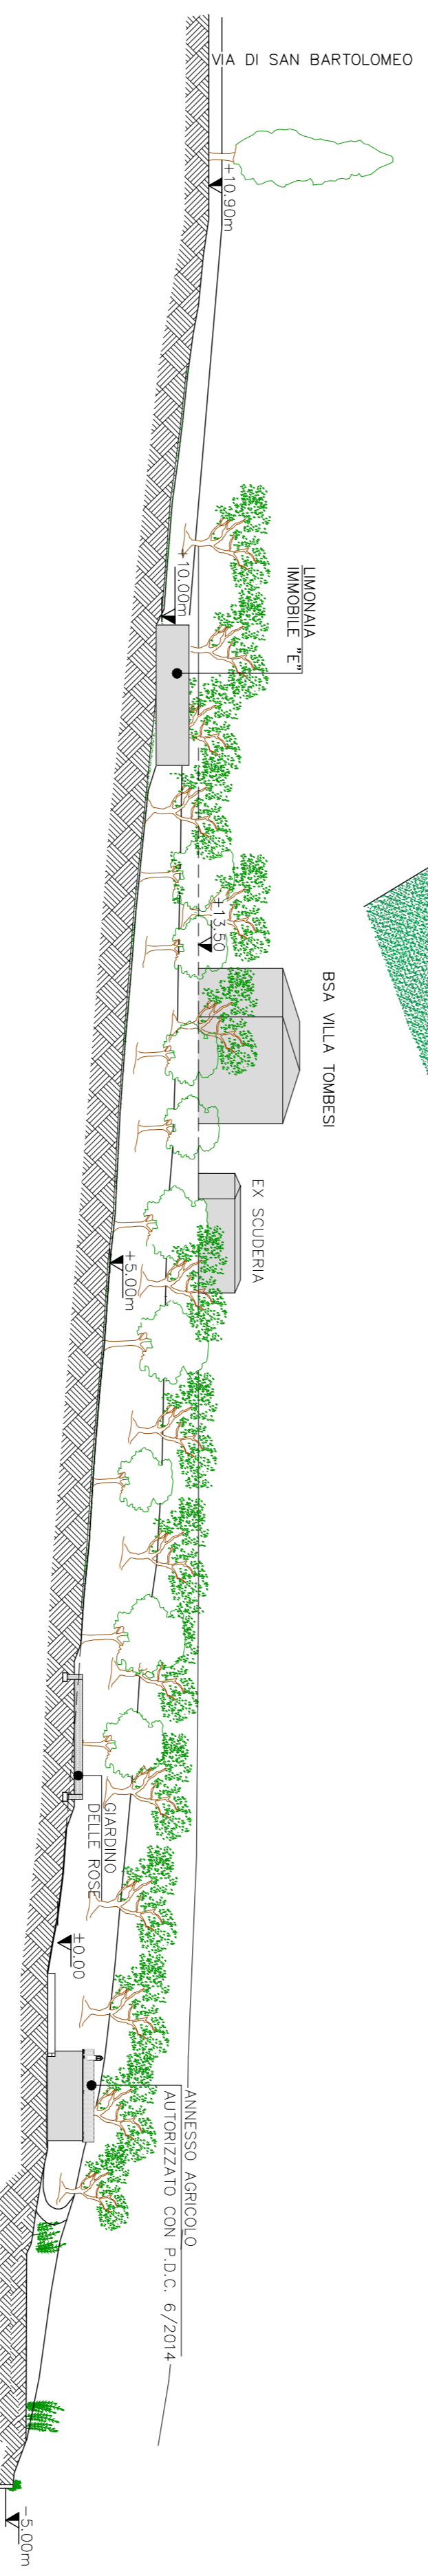 VIA DI SAN BARTOLOMEO
+10.90m
LIMONAIA
IMMOBILE "E"
+10.00m
+13.50
BSA VILLA TOMBESI
EX SCUDERIA
+5.00m
GIARDINO
DELLE ROSE
±0.00
ANNESSO AGRICOLO
AUTORIZZATO CON P.D.C. 6/2014
-5.00m